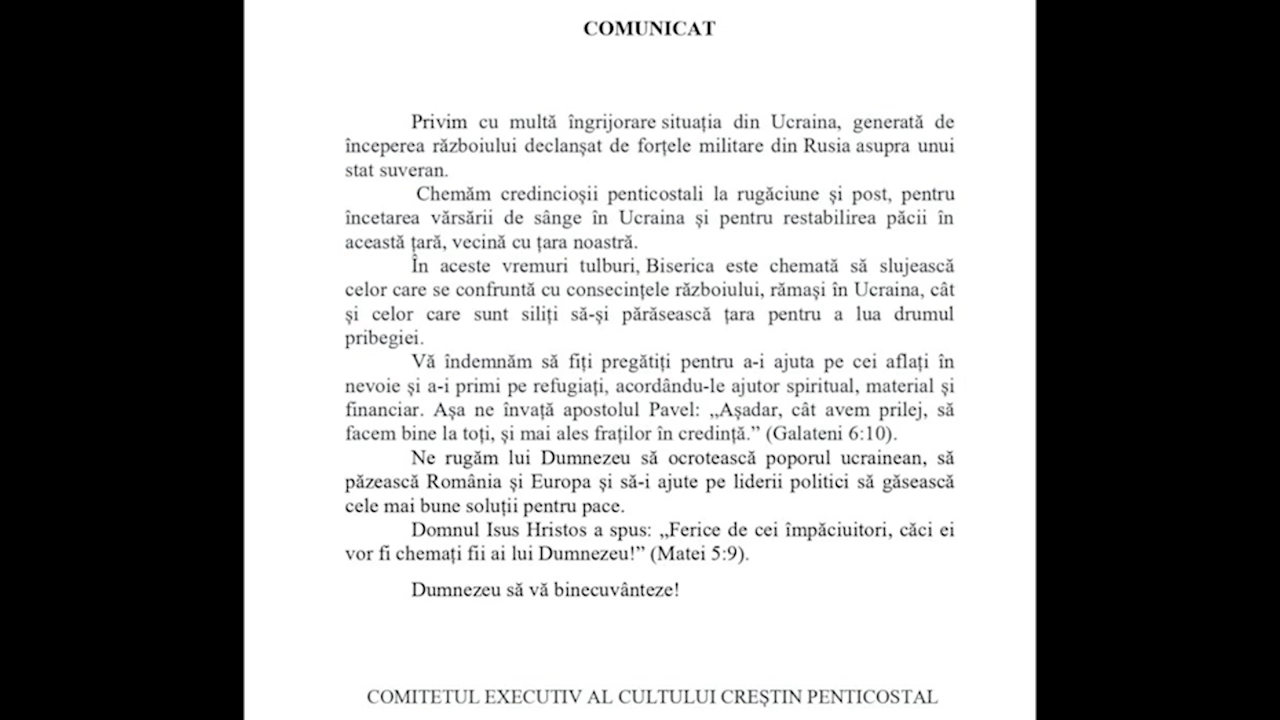 COMUNICAT
Privim cu multă îngrijorare situația din Ucraina, generată de
începerea războiului declanșat de forțele militare din Rusia asupra unui
stat suveran.
Chemăm credincioșii penticostali la rugăciune și post, pentru
încetarea vărsării de sânge în Ucraina și pentru restabilirea păcii în
această țară, vecină cu țara noastră.
În aceste vremuri tulburi, Biserica este chemată să slujească
celor care se confruntă cu consecințele războiului, rămași în Ucraina, cât
și celor care sunt siliți să-și părăsească țara pentru a lua drumul
pribegiei.
Vă îndemnăm să fiți pregătiți pentru a-i ajuta pe cei aflați în
nevoie și a-i primi pe refugiați, acordându-le ajutor spiritual, material și
financiar. Așa ne învață apostolul Pavel: „Așadar, cât avem prilej, să
facem bine la toți, și mai ales fraților în credință.” (Galateni 6:10).
Ne rugăm lui Dumnezeu să ocrotească poporul ucrainean, să
păzească România și Europa și să-i ajute pe liderii politici să găsească
cele mai bune soluții pentru pace.
Domnul Isus Hristos a spus: „Ferice de cei împăciuitori, căci ei
vor fi chemați fii ai lui Dumnezeu!” (Matei 5:9).
Dumnezeu să vă binecuvânteze!
COMITETUL EXECUTIV AL CULTULUI CREȘTIN PENTICOSTAL